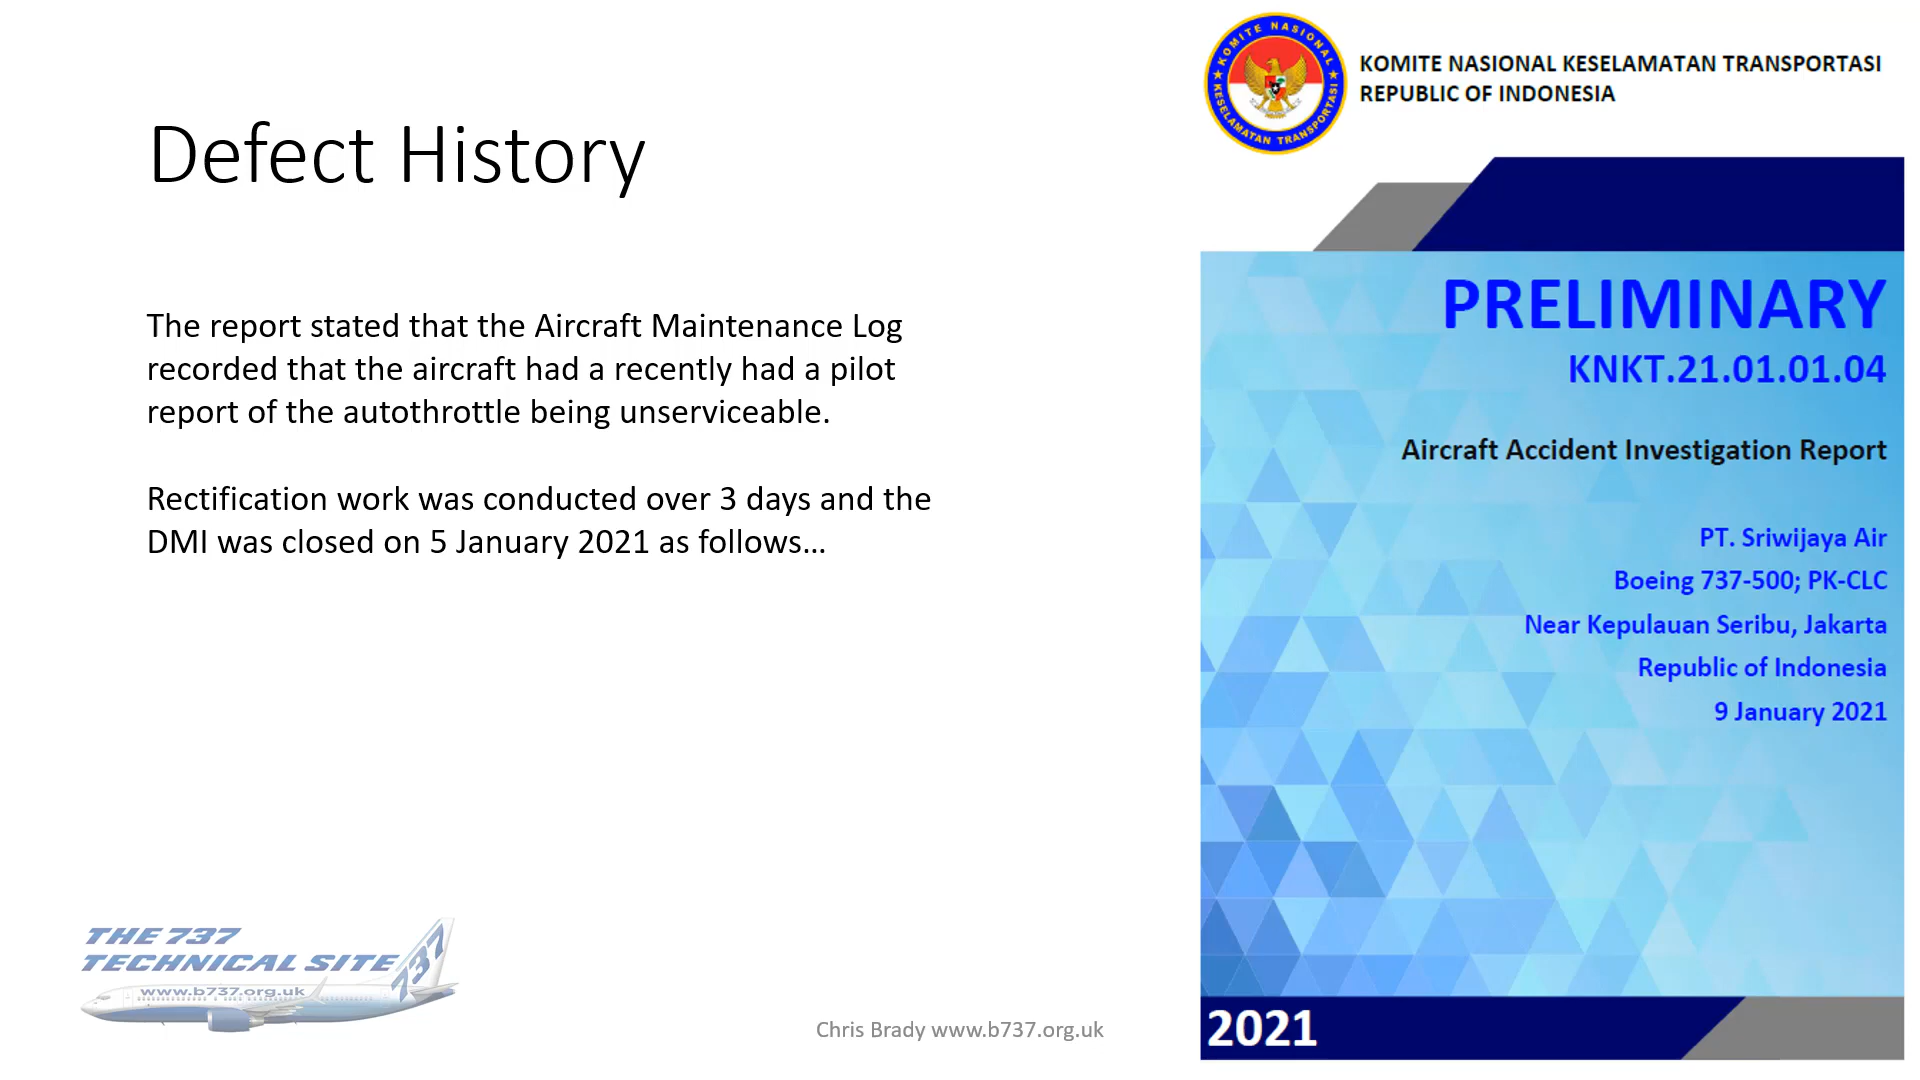 Defect History
The report stated that the Aircraft Maintenance Log
recorded that the aircraft had a recently had a pilot
report of the autothrottle being unserviceable.
Rectification work was conducted over 3 days and the
DMI was closed on 5 January 2021 as follows…
THE 737
TECHNICAL SITE
737
www.b737.org.uk
Chris Brady www.b737.org.uk
KOMITE NASIONAL
KESELAMATAN TRANSPORTASI
KOMITE NASIONAL KESELAMATAN TRANSPORTASI
REPUBLIC OF INDONESIA
PRELIMINARY
KNKT.21.01.01.04
Aircraft Accident Investigation Report
PT. Sriwijaya Air
Boeing 737-500; PK-CLC
Near Kepulauan Seribu, Jakarta
Republic of Indonesia
9 January 2021
2021